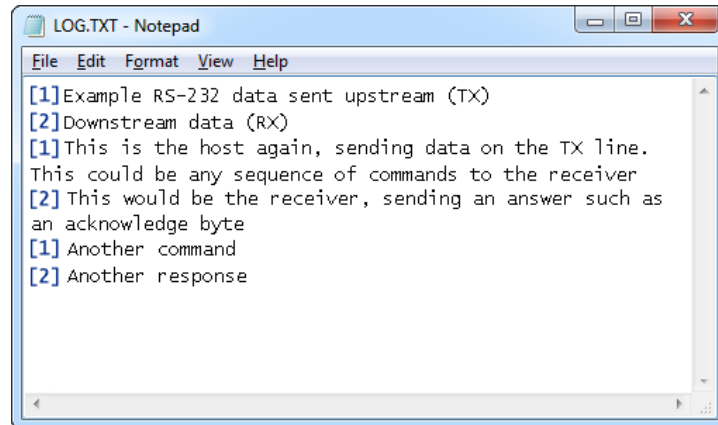 LOG.TXT - Notepad
File Edit Format View Help
[1]Example RS-232 data sent upstream (TX)
[2]Downstream data (RX)
[1]This is the host again, sending data on the TX line.
This could be any sequence of commands to the receiver
[2] This would be the receiver, sending an answer such as
an acknowledge byte
[1] Another command
[2] Another response